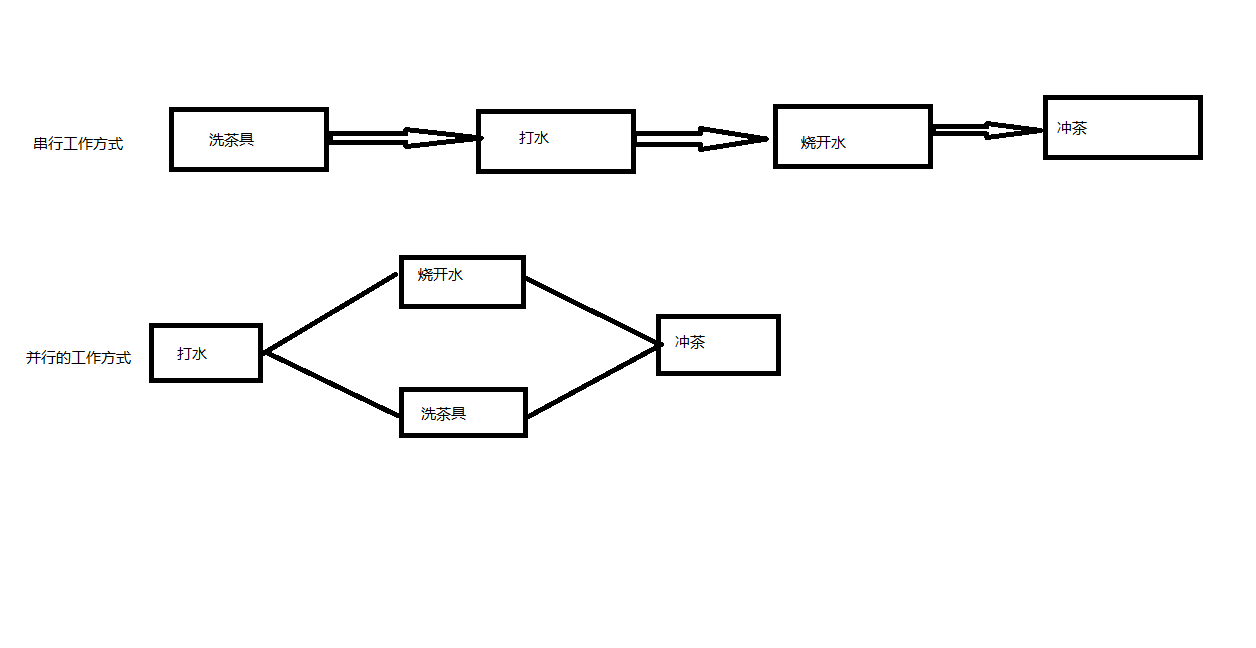 串行工作方式
洗茶具
打水
烧开水
冲茶
并行的工作方式
打水
烧开水
洗茶具
冲茶